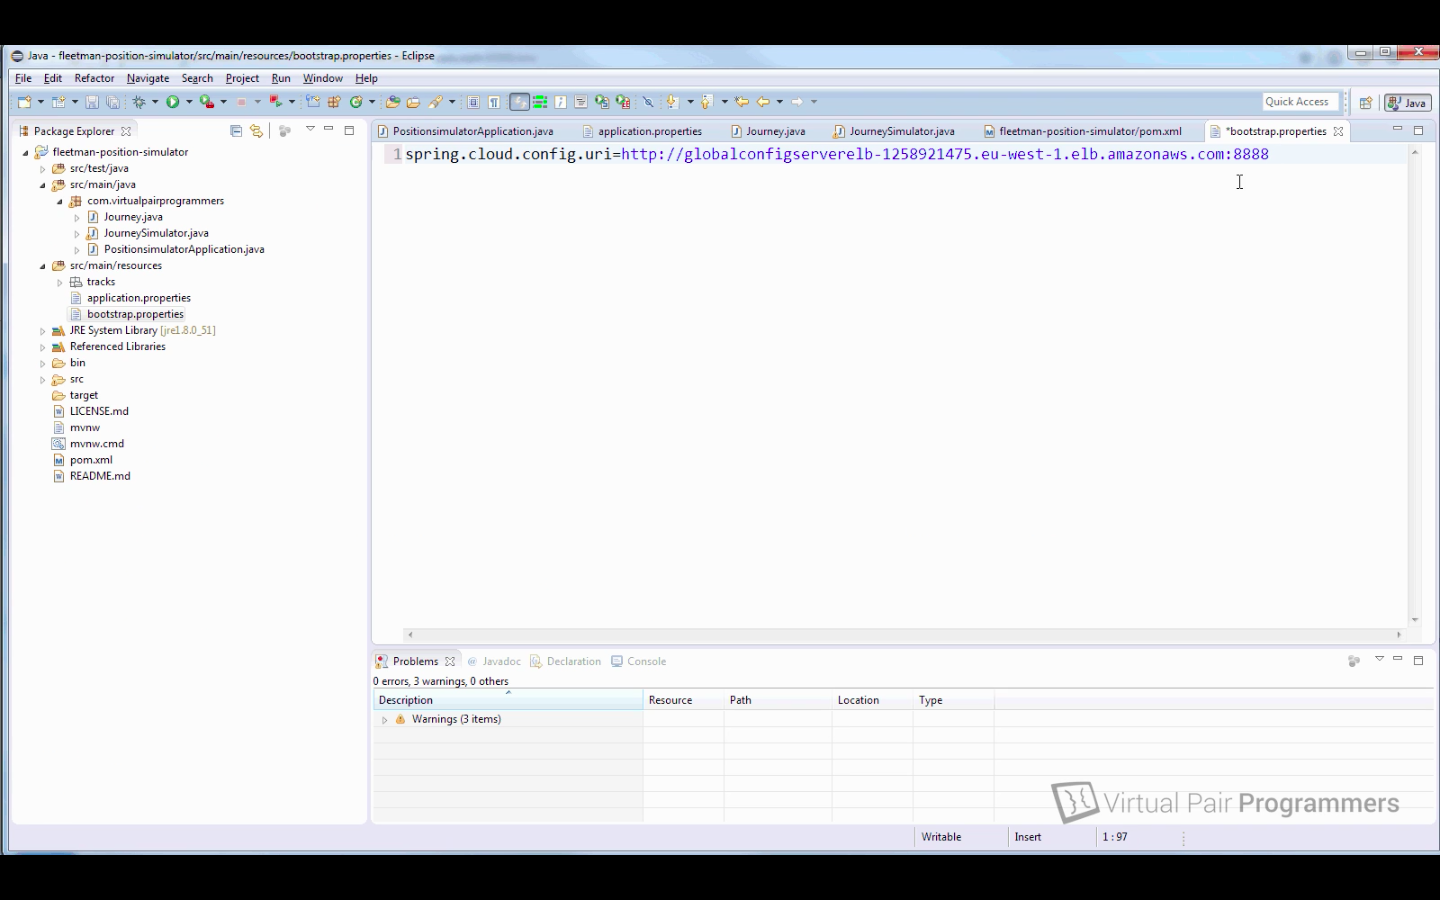 Java - fleetman-position-simulator/src/main/resources/bootstrap.properties - Eclipse
File Edit Refactor Navigate Search Project Run Window Help
Quick Access
Java
Package Explorer
PositionsimulatorApplication.java
application.properties
Journey.java
JourneySimulator.java
fleetman-position-simulator/pom.xml
*bootstrap.properties
1 spring.cloud.config.uri=http://globalconfigserverelb-1258921475.eu-west-1.elb.amazonaws.com:8888
fleetman-position-simulator
src/test/java
src/main/java
com.virtualpairprogrammers
Journey.java
JourneySimulator.java
PositionsimulatorApplication.java
src/main/resources
tracks
application.properties
bootstrap.properties
JRE System Library [jre1.8.0_51]
Referenced Libraries
bin
src
target
LICENSE.md
mvnw
mvnw.cmd
pom.xml
README.md
Problems
@ Javadoc
Declaration
Console
0 errors, 3 warnings, 0 others
Description Resource Path Location Type
Warnings (3 items)
Virtual Pair Programmers
Writable Insert 1 : 97